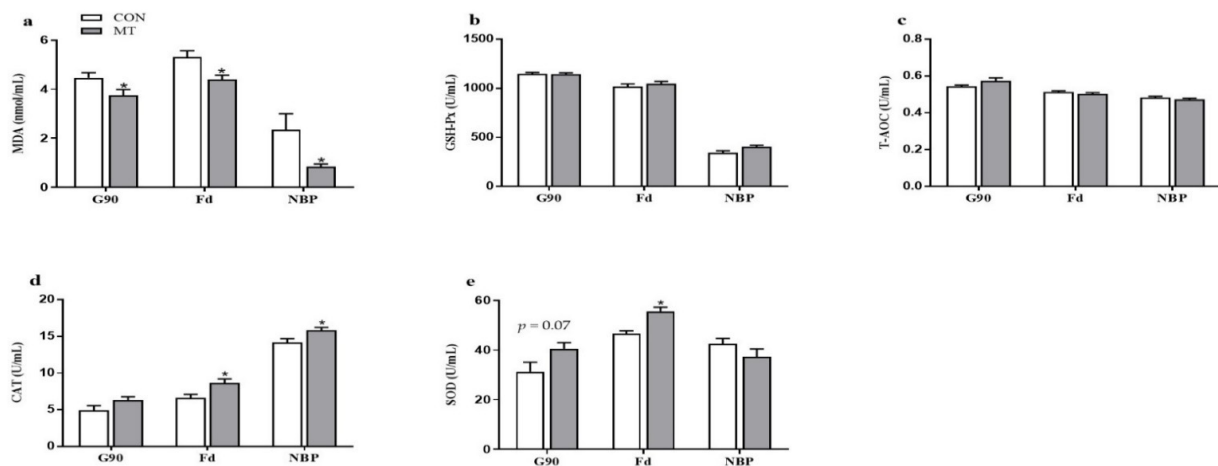 a
CON
MT
MDA (nmol/mL)
6
4
2
0
*
*
*
G90 Fd NBP
b
GSH-Px (U/mL)
1500
1000
500
0
G90 Fd NBP
c
T-AOC (U/mL)
0.8
0.6
0.4
0.2
0.0
G90 Fd NBP
d
CAT (U/mL)
20
15
10
5
0
*
*
G90 Fd NBP
e
SOD (U/mL)
60
40
20
0
p = 0.07
*
G90 Fd NBP